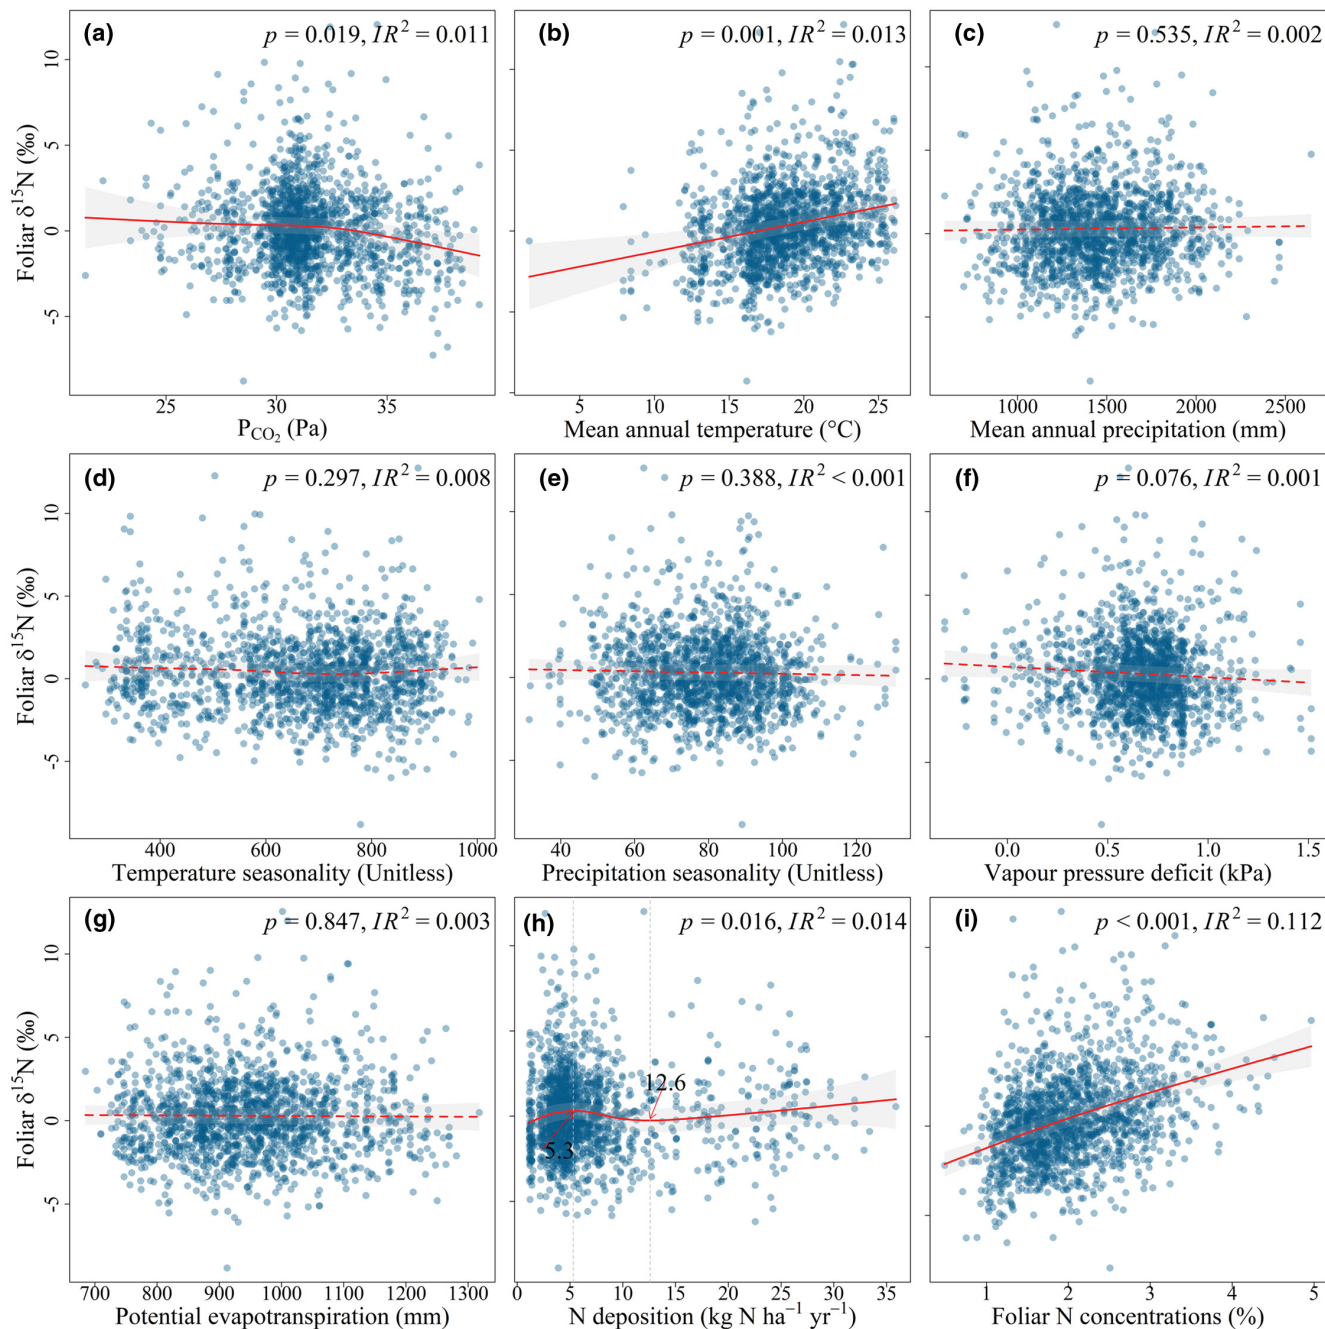 (a) p = 0.019, IR² = 0.011
(b) p = 0.001, IR² = 0.013
(c) p = 0.535, IR² = 0.002
Foliar δ¹⁵N (‰)
10
5
0
-5
25 30 35
5 10 15 20 25
1000 1500 2000 2500
P_CO₂ (Pa)
Mean annual temperature (°C)
Mean annual precipitation (mm)
(d) p = 0.297, IR² = 0.008
(e) p = 0.388, IR² < 0.001
(f) p = 0.076, IR² = 0.001
Foliar δ¹⁵N (‰)
10
5
0
-5
400 600 800 1000
40 60 80 100 120
0.0 0.5 1.0 1.5
Temperature seasonality (Unitless)
Precipitation seasonality (Unitless)
Vapour pressure deficit (kPa)
(g) p = 0.847, IR² = 0.003
(h) p = 0.016, IR² = 0.014
(i) p < 0.001, IR² = 0.112
Foliar δ¹⁵N (‰)
10
5
0
-5
12.6
5.3
700 800 900 1000 1100 1200 1300
0 5 10 15 20 25 30 35
1 2 3 4 5
Potential evapotranspiration (mm)
N deposition (kg N ha⁻¹ yr⁻¹)
Foliar N concentrations (%)